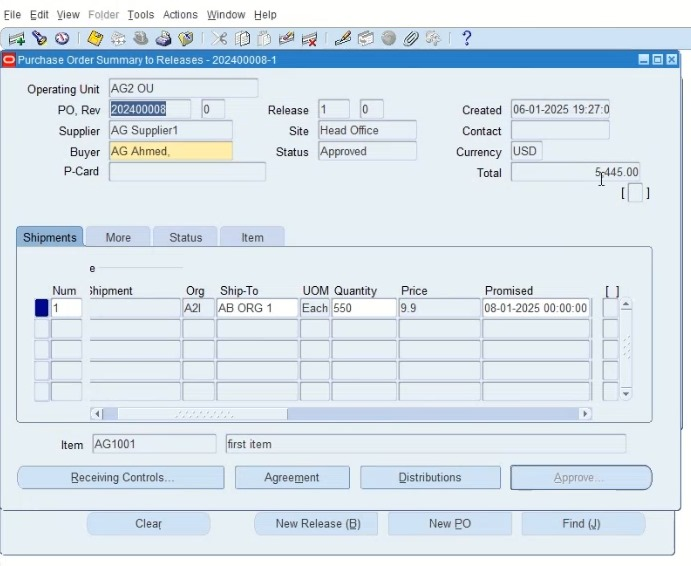 File Edit View Folder Tools Actions Window Help
Purchase Order Summary to Releases - 202400008-1
Operating Unit AG2 OU
PO, Rev 202400008 0 Release 1 0 Created 06-01-2025 19:27:0
Supplier AG Supplier1 Site Head Office Contact
Buyer AG Ahmed, Status Approved Currency USD
P-Card Total 5,445.00
[ ]
Shipments More Status Item
e
Num Shipment Org Ship-To UOM Quantity Price Promised [ ]
1 A2I AB ORG 1 Each 550 9.9 08-01-2025 00:00:00
Item AG1001 first item
Receiving Controls... Agreement Distributions Approve...
Clear New Release (B) New PO Find (J)